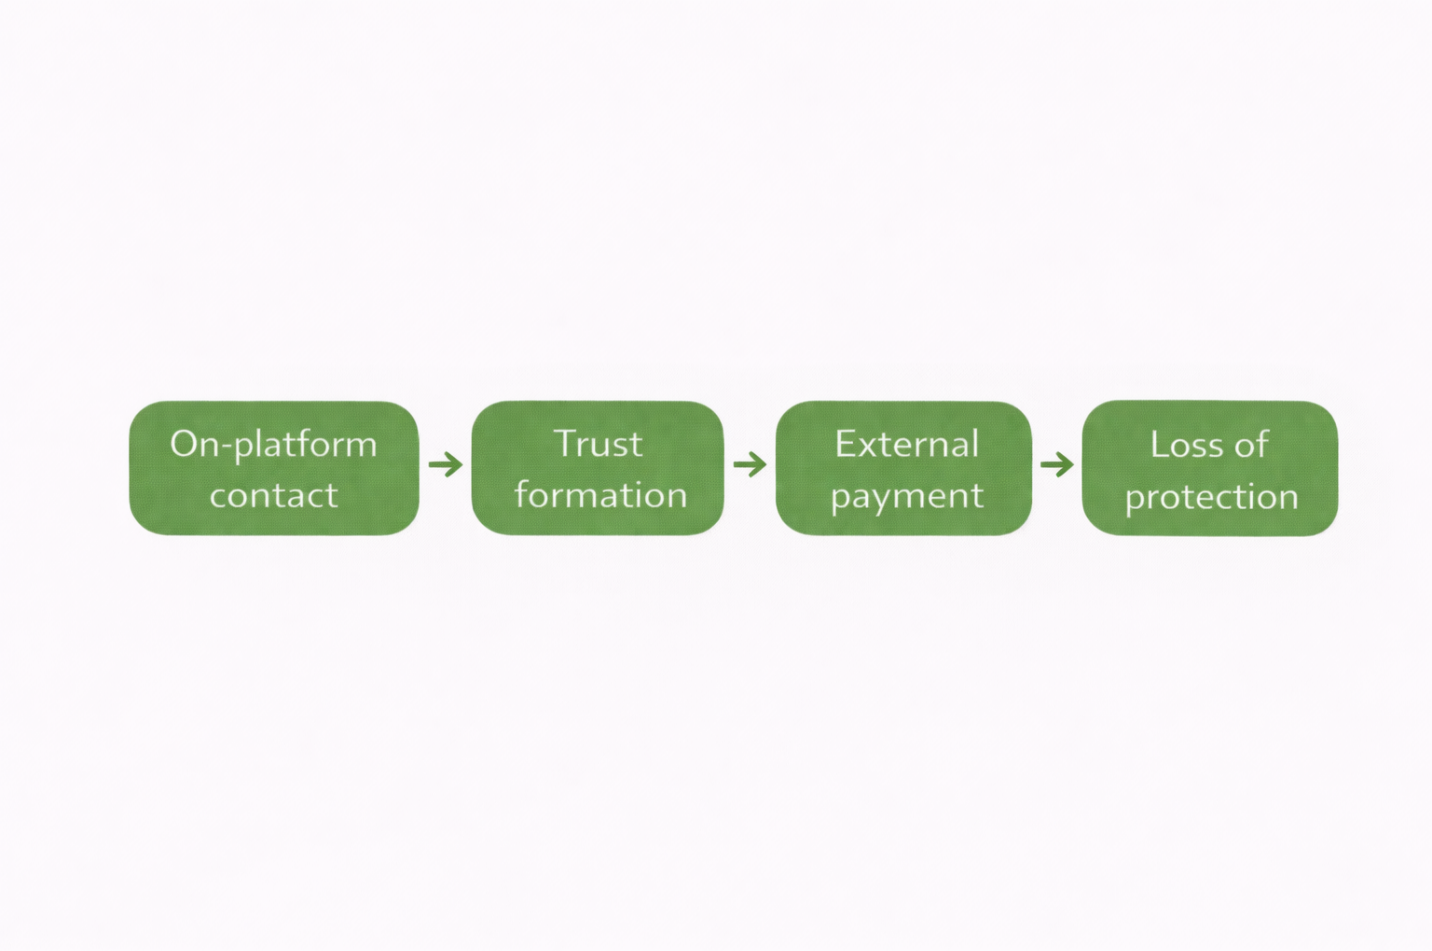 On-platform
contact
Trust
formation
External
payment
Loss of
protection